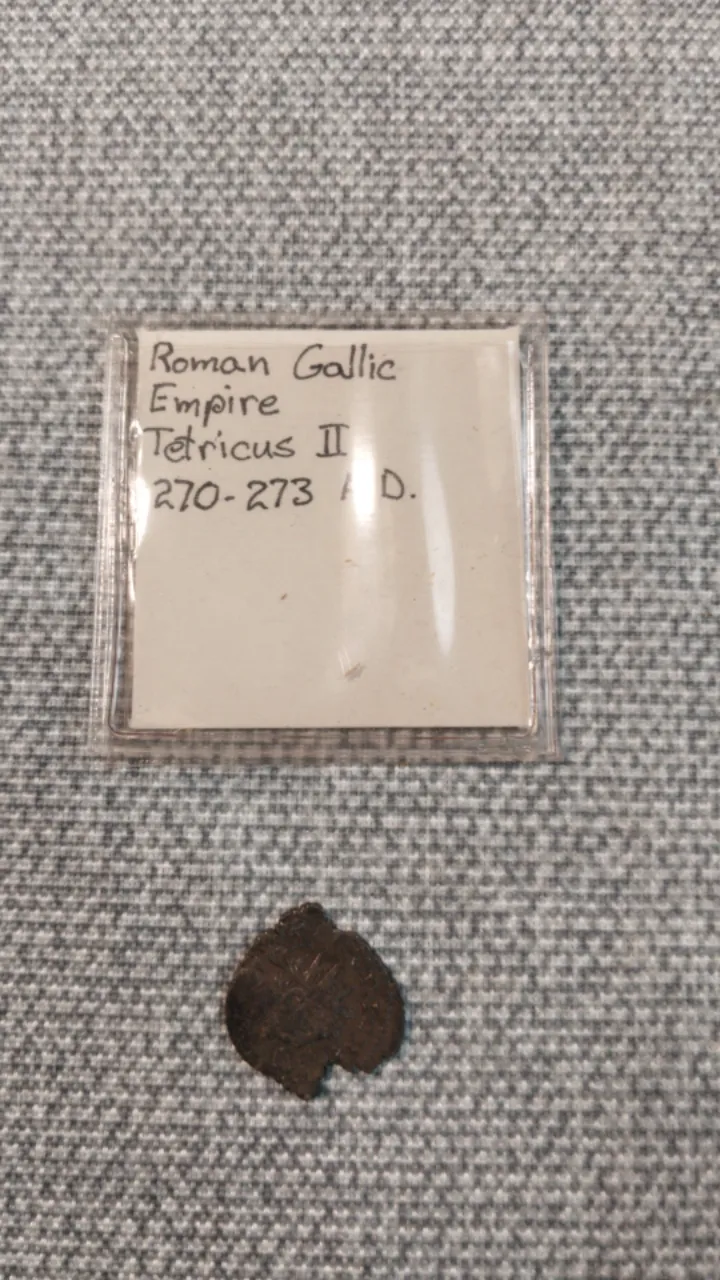 Roman Gallic
Empire
Tetricus II
270-273 A.D.